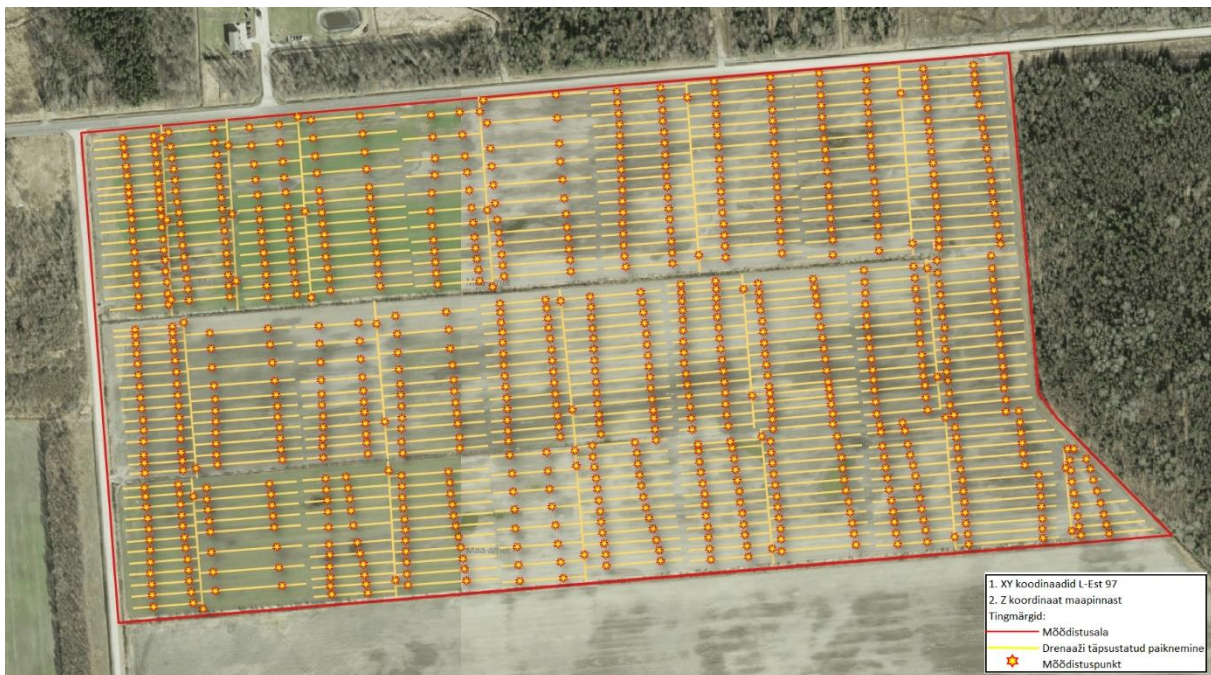 1. XY koodinaadid L-Est 97
2. Z koordinaat maapinnast
Tingmärgid:
Mõõdistusala
Drenaaži täpsustatud paiknemine
Mõõdistuspunkt